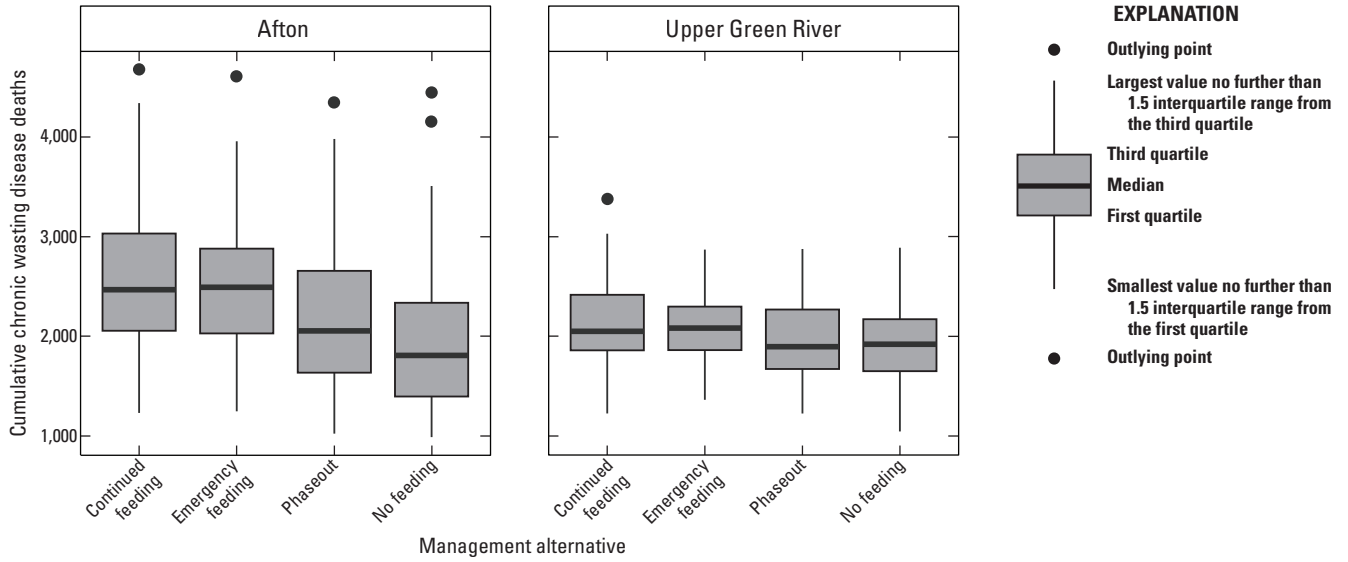 Afton
Upper Green River
Cumulative chronic wasting disease deaths
4,000
3,000
2,000
1,000
Continued
feeding
Emergency
feeding
Phaseout
No feeding
Continued
feeding
Emergency
feeding
Phaseout
No feeding
Management alternative
EXPLANATION
Outlying point
Largest value no further than
1.5 interquartile range from
the third quartile
Third quartile
Median
First quartile
Smallest value no further than
1.5 interquartile range from
the first quartile
Outlying point